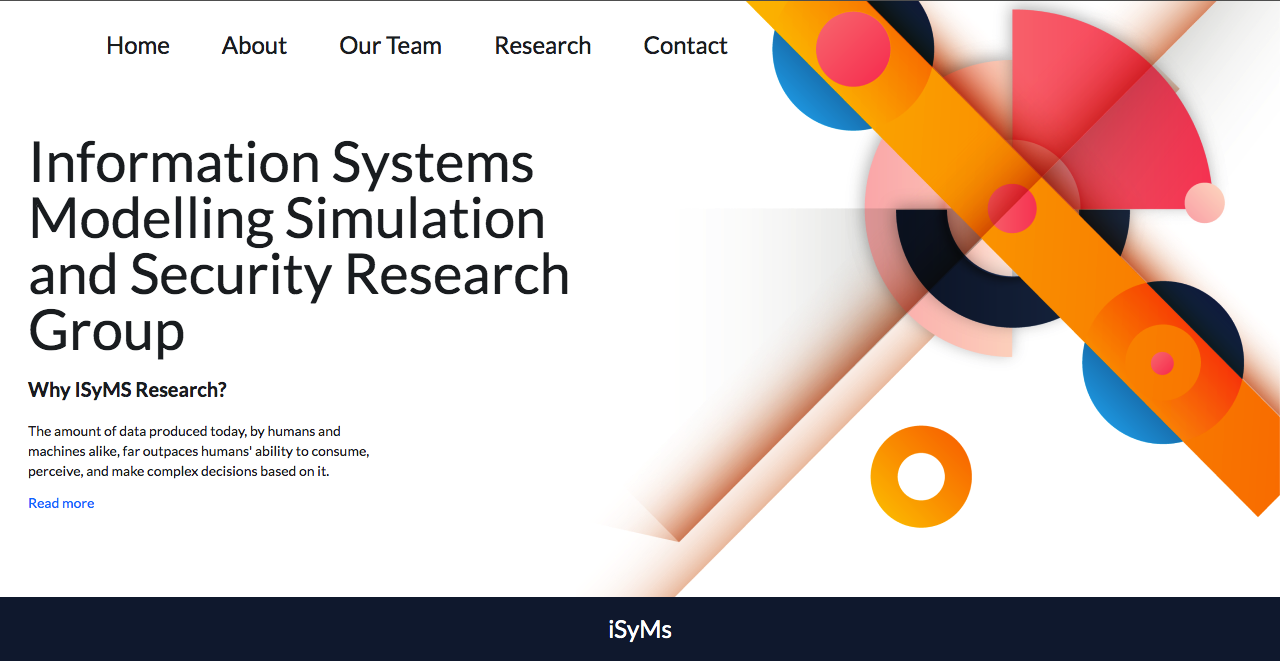 Home About Our Team Research Contact
Information Systems
Modelling Simulation
and Security Research
Group
Why ISyMS Research?
The amount of data produced today, by humans and
machines alike, far outpaces humans' ability to consume,
perceive, and make complex decisions based on it.
Read more
iSyMs